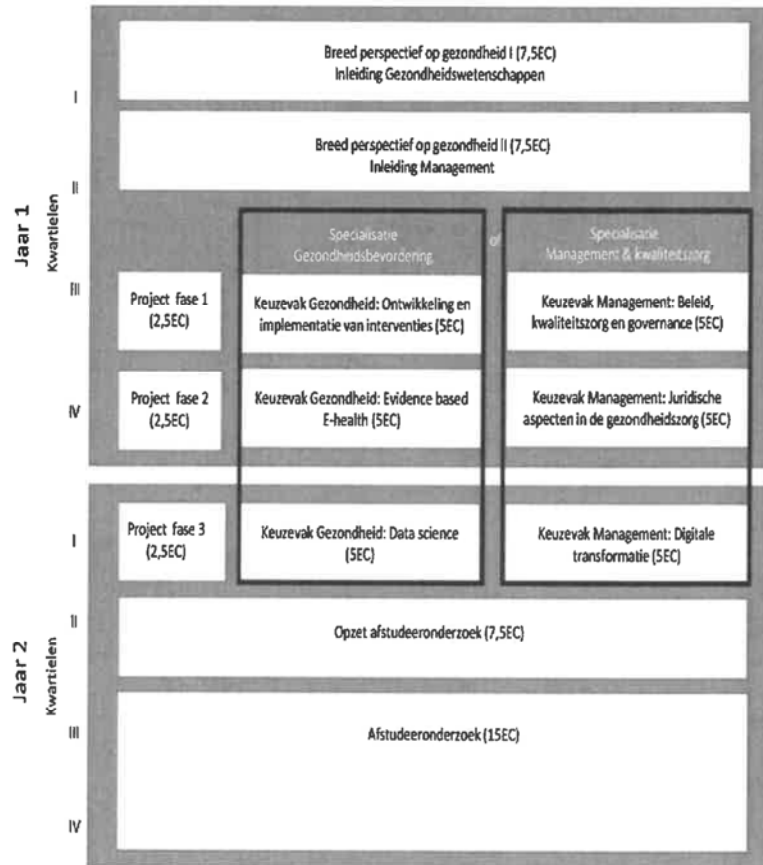 Jaar 1
Kwartielen
I
Breed perspectief op gezondheid I (7,5EC)
Inleiding Gezondheidswetenschappen
II
Breed perspectief op gezondheid II (7,5EC)
Inleiding Management
Specialisatie
Gezondheidsbevordering
of
Specialisatie
Management & kwaliteitszorg
III
Project fase 1
(2,5EC)
Keuzevak Gezondheid: Ontwikkeling en
implementatie van interventies (5EC)
Keuzevak Management: Beleid,
kwaliteitszorg en governance (5EC)
IV
Project fase 2
(2,5EC)
Keuzevak Gezondheid: Evidence based
E-health (5EC)
Keuzevak Management: Juridische
aspecten in de gezondheidszorg (5EC)
Jaar 2
Kwartielen
I
Project fase 3
(2,5EC)
Keuzevak Gezondheid: Data science
(5EC)
Keuzevak Management: Digitale
transformatie (5EC)
II
Opzet afstudeeronderzoek (7,5EC)
III
Afstudeeronderzoek (15EC)
IV